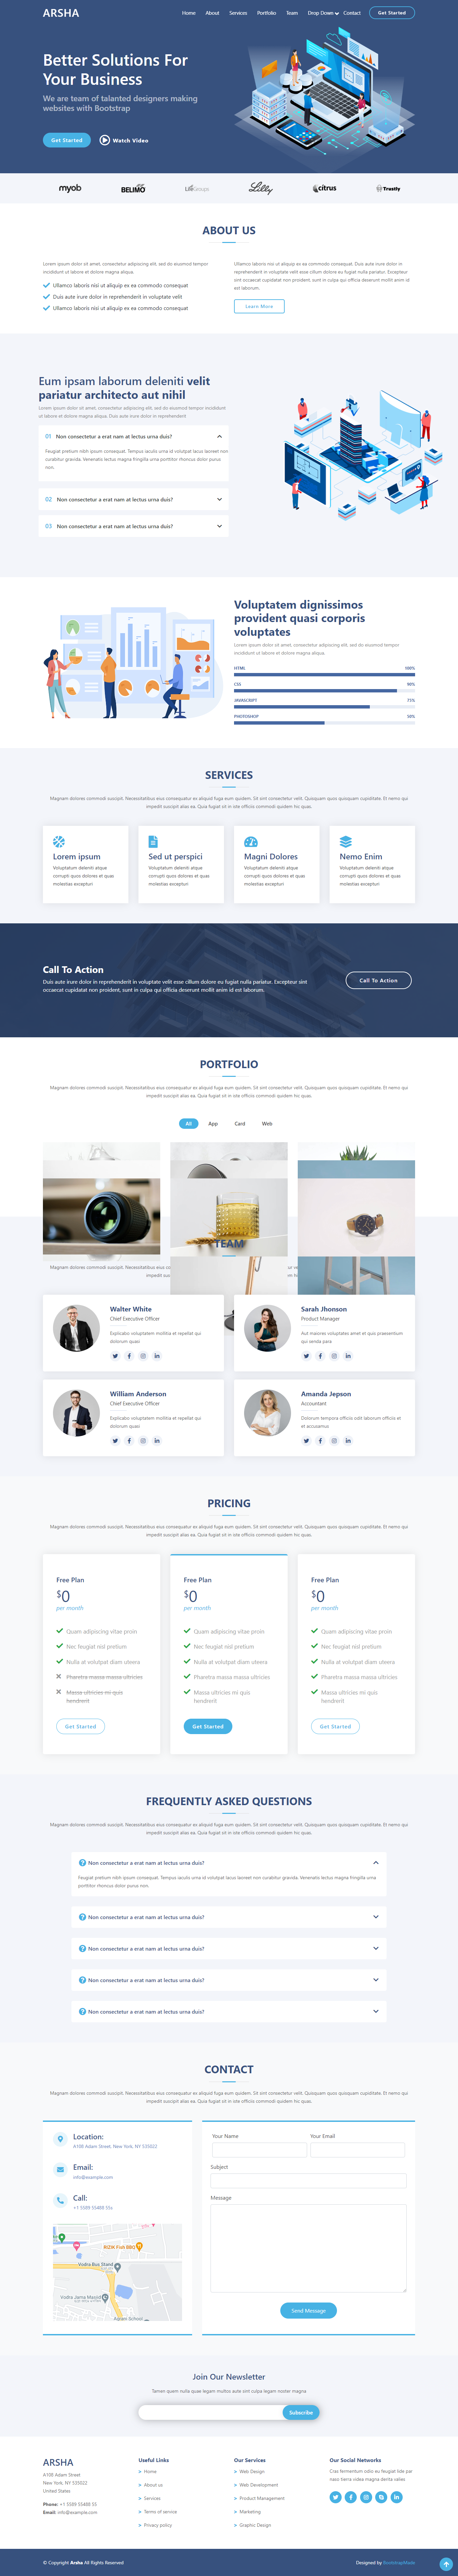 ARSHA
Home About Services Portfolio Team Drop Down Contact Get Started
Better Solutions For
Your Business
We are team of talanted designers making
websites with Bootstrap
Get Started Watch Video
myob BELIMO LifeGroups Lilly citrus Trustly
ABOUT US
Lorem ipsum dolor sit amet, consectetur adipiscing elit, sed do eiusmod tempor
incididunt ut labore et dolore magna aliqua.
Ullamco laboris nisi ut aliquip ex ea commodo consequat
Duis aute irure dolor in reprehenderit in voluptate velit
Ullamco laboris nisi ut aliquip ex ea commodo consequat
Ullamco laboris nisi ut aliquip ex ea commodo consequat. Duis aute irure dolor in
reprehenderit in voluptate velit esse cillum dolore eu fugiat nulla pariatur. Excepteur
sint occaecat cupidatat non proident, sunt in culpa qui officia deserunt mollit anim id
est laborum.
Learn More
Eum ipsam laborum deleniti velit
pariatur architecto aut nihil
Lorem ipsum dolor sit amet, consectetur adipiscing elit, sed do eiusmod tempor incididunt
ut labore et dolore magna aliqua. Duis aute irure dolor in reprehenderit
01 Non consectetur a erat nam at lectus urna duis?
Feugiat pretium nibh ipsum consequat. Tempus iaculis urna id volutpat lacus laoreet non
curabitur gravida. Venenatis lectus magna fringilla urna porttitor rhoncus dolor purus
non.
02 Non consectetur a erat nam at lectus urna duis?
03 Non consectetur a erat nam at lectus urna duis?
Voluptatem dignissimos
provident quasi corporis
voluptates
Lorem ipsum dolor sit amet, consectetur adipiscing elit, sed do eiusmod tempor
incididunt ut labore et dolore magna aliqua.
HTML 100%
CSS 90%
JAVASCRIPT 75%
PHOTOSHOP 50%
SERVICES
Magnam dolores commodi suscipit. Necessitatibus eius consequatur ex aliquid fuga eum quidem. Sit sint consectetur velit. Quisquam quos quisquam cupiditate. Et nemo qui
impedit suscipit alias ea. Quia fugiat sit in iste officiis commodi quidem hic quas.
Lorem ipsum
Voluptatum deleniti atque
corrupti quos dolores et quas
molestias excepturi
Sed ut perspici
Voluptatum deleniti atque
corrupti quos dolores et quas
molestias excepturi
Magni Dolores
Voluptatum deleniti atque
corrupti quos dolores et quas
molestias excepturi
Nemo Enim
Voluptatum deleniti atque
corrupti quos dolores et quas
molestias excepturi
Call To Action
Duis aute irure dolor in reprehenderit in voluptate velit esse cillum dolore eu fugiat nulla pariatur. Excepteur sint
occaecat cupidatat non proident, sunt in culpa qui officia deserunt mollit anim id est laborum.
Call To Action
PORTFOLIO
Magnam dolores commodi suscipit. Necessitatibus eius consequatur ex aliquid fuga eum quidem. Sit sint consectetur velit. Quisquam quos quisquam cupiditate. Et nemo qui
impedit suscipit alias ea. Quia fugiat sit in iste officiis commodi quidem hic quas.
All App Card Web
TEAM
Magnam dolores commodi suscipit. Necessitatibus eius quos quisquam cupiditate. Et nemo qui
impedit
Walter White
Chief Executive Officer
Explicabo voluptatem mollitia et repellat qui
dolorum quasi
Sarah Jhonson
Product Manager
Aut maiores voluptates amet et quis praesentium
qui senda para
William Anderson
Chief Executive Officer
Explicabo voluptatem mollitia et repellat qui
dolorum quasi
Amanda Jepson
Accountant
Dolorum tempora officiis odit laborum officiis et
et accusamus
PRICING
Magnam dolores commodi suscipit. Necessitatibus eius consequatur ex aliquid fuga eum quidem. Sit sint consectetur velit. Quisquam quos quisquam cupiditate. Et nemo qui
impedit suscipit alias ea. Quia fugiat sit in iste officiis commodi quidem hic quas.
Free Plan
$0
per month
Quam adipiscing vitae proin
Nec feugiat nisl pretium
Nulla at volutpat diam uteera
Pharetra massa massa ultricies
Massa ultricies mi quis
hendrerit
Get Started
Free Plan
$0
per month
Quam adipiscing vitae proin
Nec feugiat nisl pretium
Nulla at volutpat diam uteera
Pharetra massa massa ultricies
Massa ultricies mi quis
hendrerit
Get Started
Free Plan
$0
per month
Quam adipiscing vitae proin
Nec feugiat nisl pretium
Nulla at volutpat diam uteera
Pharetra massa massa ultricies
Massa ultricies mi quis
hendrerit
Get Started
FREQUENTLY ASKED QUESTIONS
Magnam dolores commodi suscipit. Necessitatibus eius consequatur ex aliquid fuga eum quidem. Sit sint consectetur velit. Quisquam quos quisquam cupiditate. Et nemo qui
impedit suscipit alias ea. Quia fugiat sit in iste officiis commodi quidem hic quas.
Non consectetur a erat nam at lectus urna duis?
Feugiat pretium nibh ipsum consequat. Tempus iaculis urna id volutpat lacus laoreet non curabitur gravida. Venenatis lectus magna fringilla urna
porttitor rhoncus dolor purus non.
Non consectetur a erat nam at lectus urna duis?
Non consectetur a erat nam at lectus urna duis?
Non consectetur a erat nam at lectus urna duis?
Non consectetur a erat nam at lectus urna duis?
CONTACT
Magnam dolores commodi suscipit. Necessitatibus eius consequatur ex aliquid fuga eum quidem. Sit sint consectetur velit. Quisquam quos quisquam cupiditate. Et nemo qui
impedit suscipit alias ea. Quia fugiat sit in iste officiis commodi quidem hic quas.
Location:
A108 Adam Street, New York, NY 535022
Email:
info@example.com
Call:
+1 5589 55488 55s
RIZIK Fish BBQ
Vodra Bus Stand
Vodra Jama Masjid
Aglani School
Your Name Your Email
Subject
Message
Send Message
Join Our Newsletter
Tamen quem nulla quae legam multos aute sint culpa legam noster magna
Subscribe
ARSHA
A108 Adam Street
New York, NY 535022
United States
Phone: +1 5589 55488 55
Email: info@example.com
Useful Links
Home
About us
Services
Terms of service
Privacy policy
Our Services
Web Design
Web Development
Product Management
Marketing
Graphic Design
Our Social Networks
Cras fermentum odio eu feugiat lide par
naso tierra videa magna derita valies
© Copyright Arsha All Rights Reserved
Designed by BootstrapMade